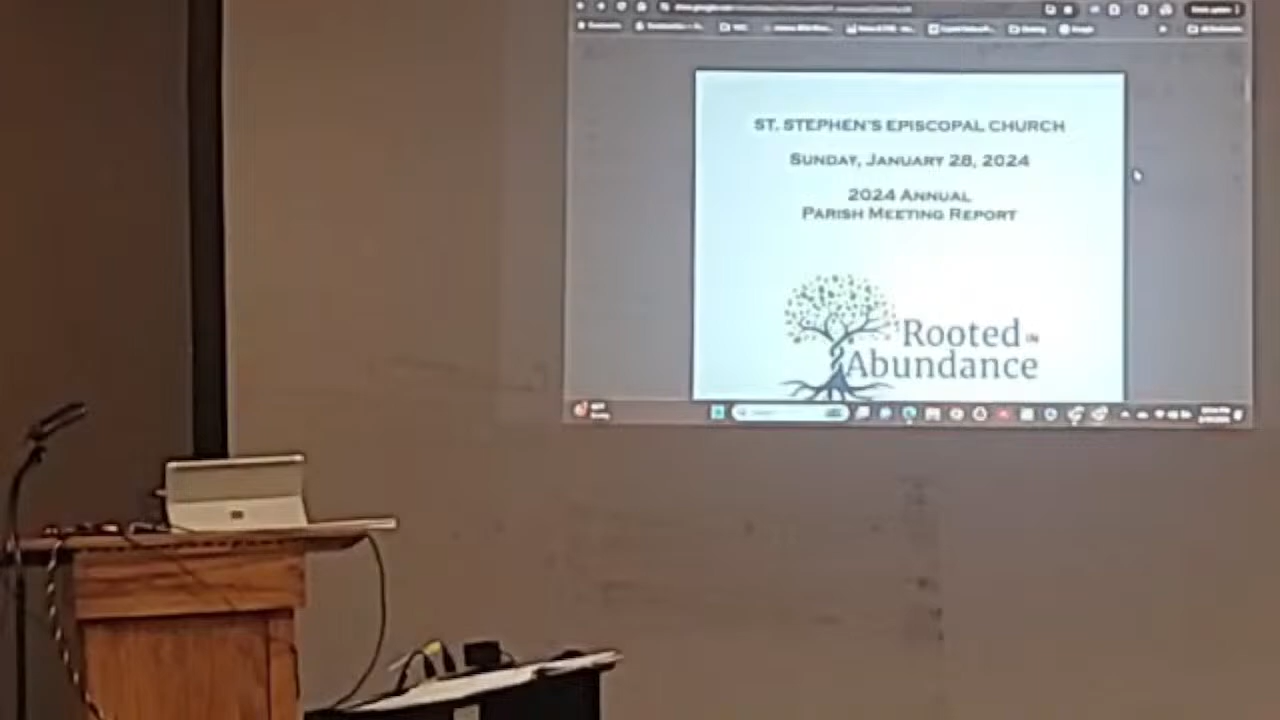 ST. STEPHEN'S EPISCOPAL CHURCH
SUNDAY, JANUARY 28, 2024
2024 ANNUAL
PARISH MEETING REPORT
Rooted IN
Abundance